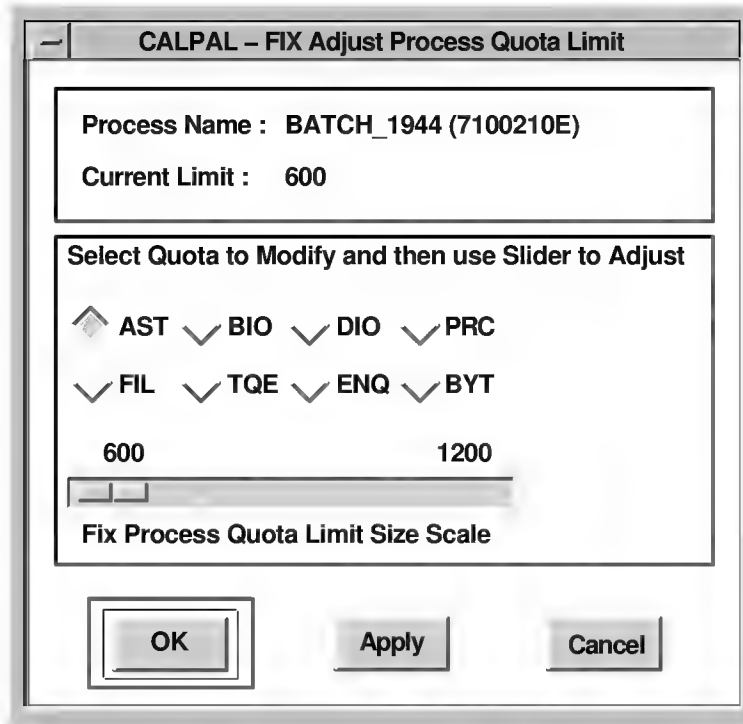 CALPAL – FIX Adjust Process Quota Limit
Process Name : BATCH_1944 (7100210E)
Current Limit : 600
Select Quota to Modify and then use Slider to Adjust
AST BIO DIO PRC
FIL TQE ENQ BYT
600 1200
Fix Process Quota Limit Size Scale
OK Apply Cancel